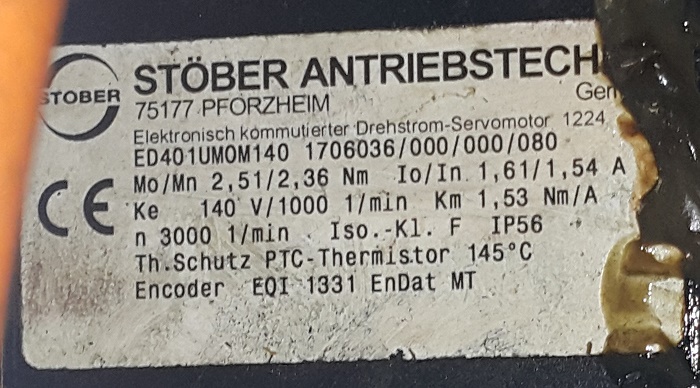 STÖBER
STÖBER ANTRIEBSTECH
75177 PFORZHEIM
Ger
Elektronisch kommutierter Drehstrom-Servomotor 1224
ED401UMOM140 1706036/000/000/080
Mo/Mn 2,51/2,36 Nm Io/In 1,61/1,54 A
Ke 140 V/1000 1/min Km 1,53 Nm/A
n 3000 1/min . Iso.-Kl. F IP56
Th.Schutz PTC-Thermistor 145°C
Encoder EQI 1331 EnDat MT
CE